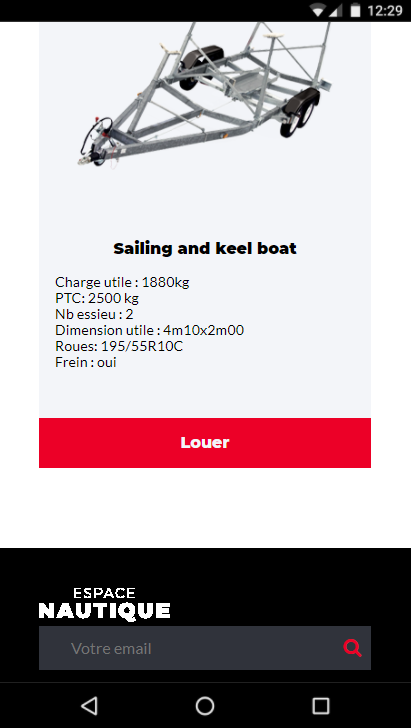 12:29
Sailing and keel boat
Charge utile : 1880kg
PTC: 2500 kg
Nb essieu : 2
Dimension utile : 4m10x2m00
Roues: 195/55R10C
Frein : oui
Louer
ESPACE
NAUTIQUE
Votre email